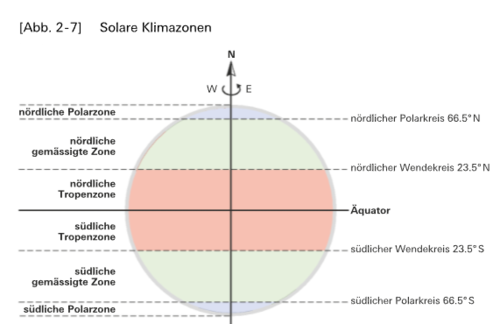 [Abb. 2-7] Solare Klimazonen
N
W E
nördliche Polarzone
nördlicher Polarkreis 66.5° N
nördliche
gemässigte Zone
nördlicher Wendekreis 23.5° N
nördliche
Tropenzone
Äquator
südliche
Tropenzone
südlicher Wendekreis 23.5° S
südliche
gemässigte Zone
südlicher Polarkreis 66.5° S
südliche Polarzone